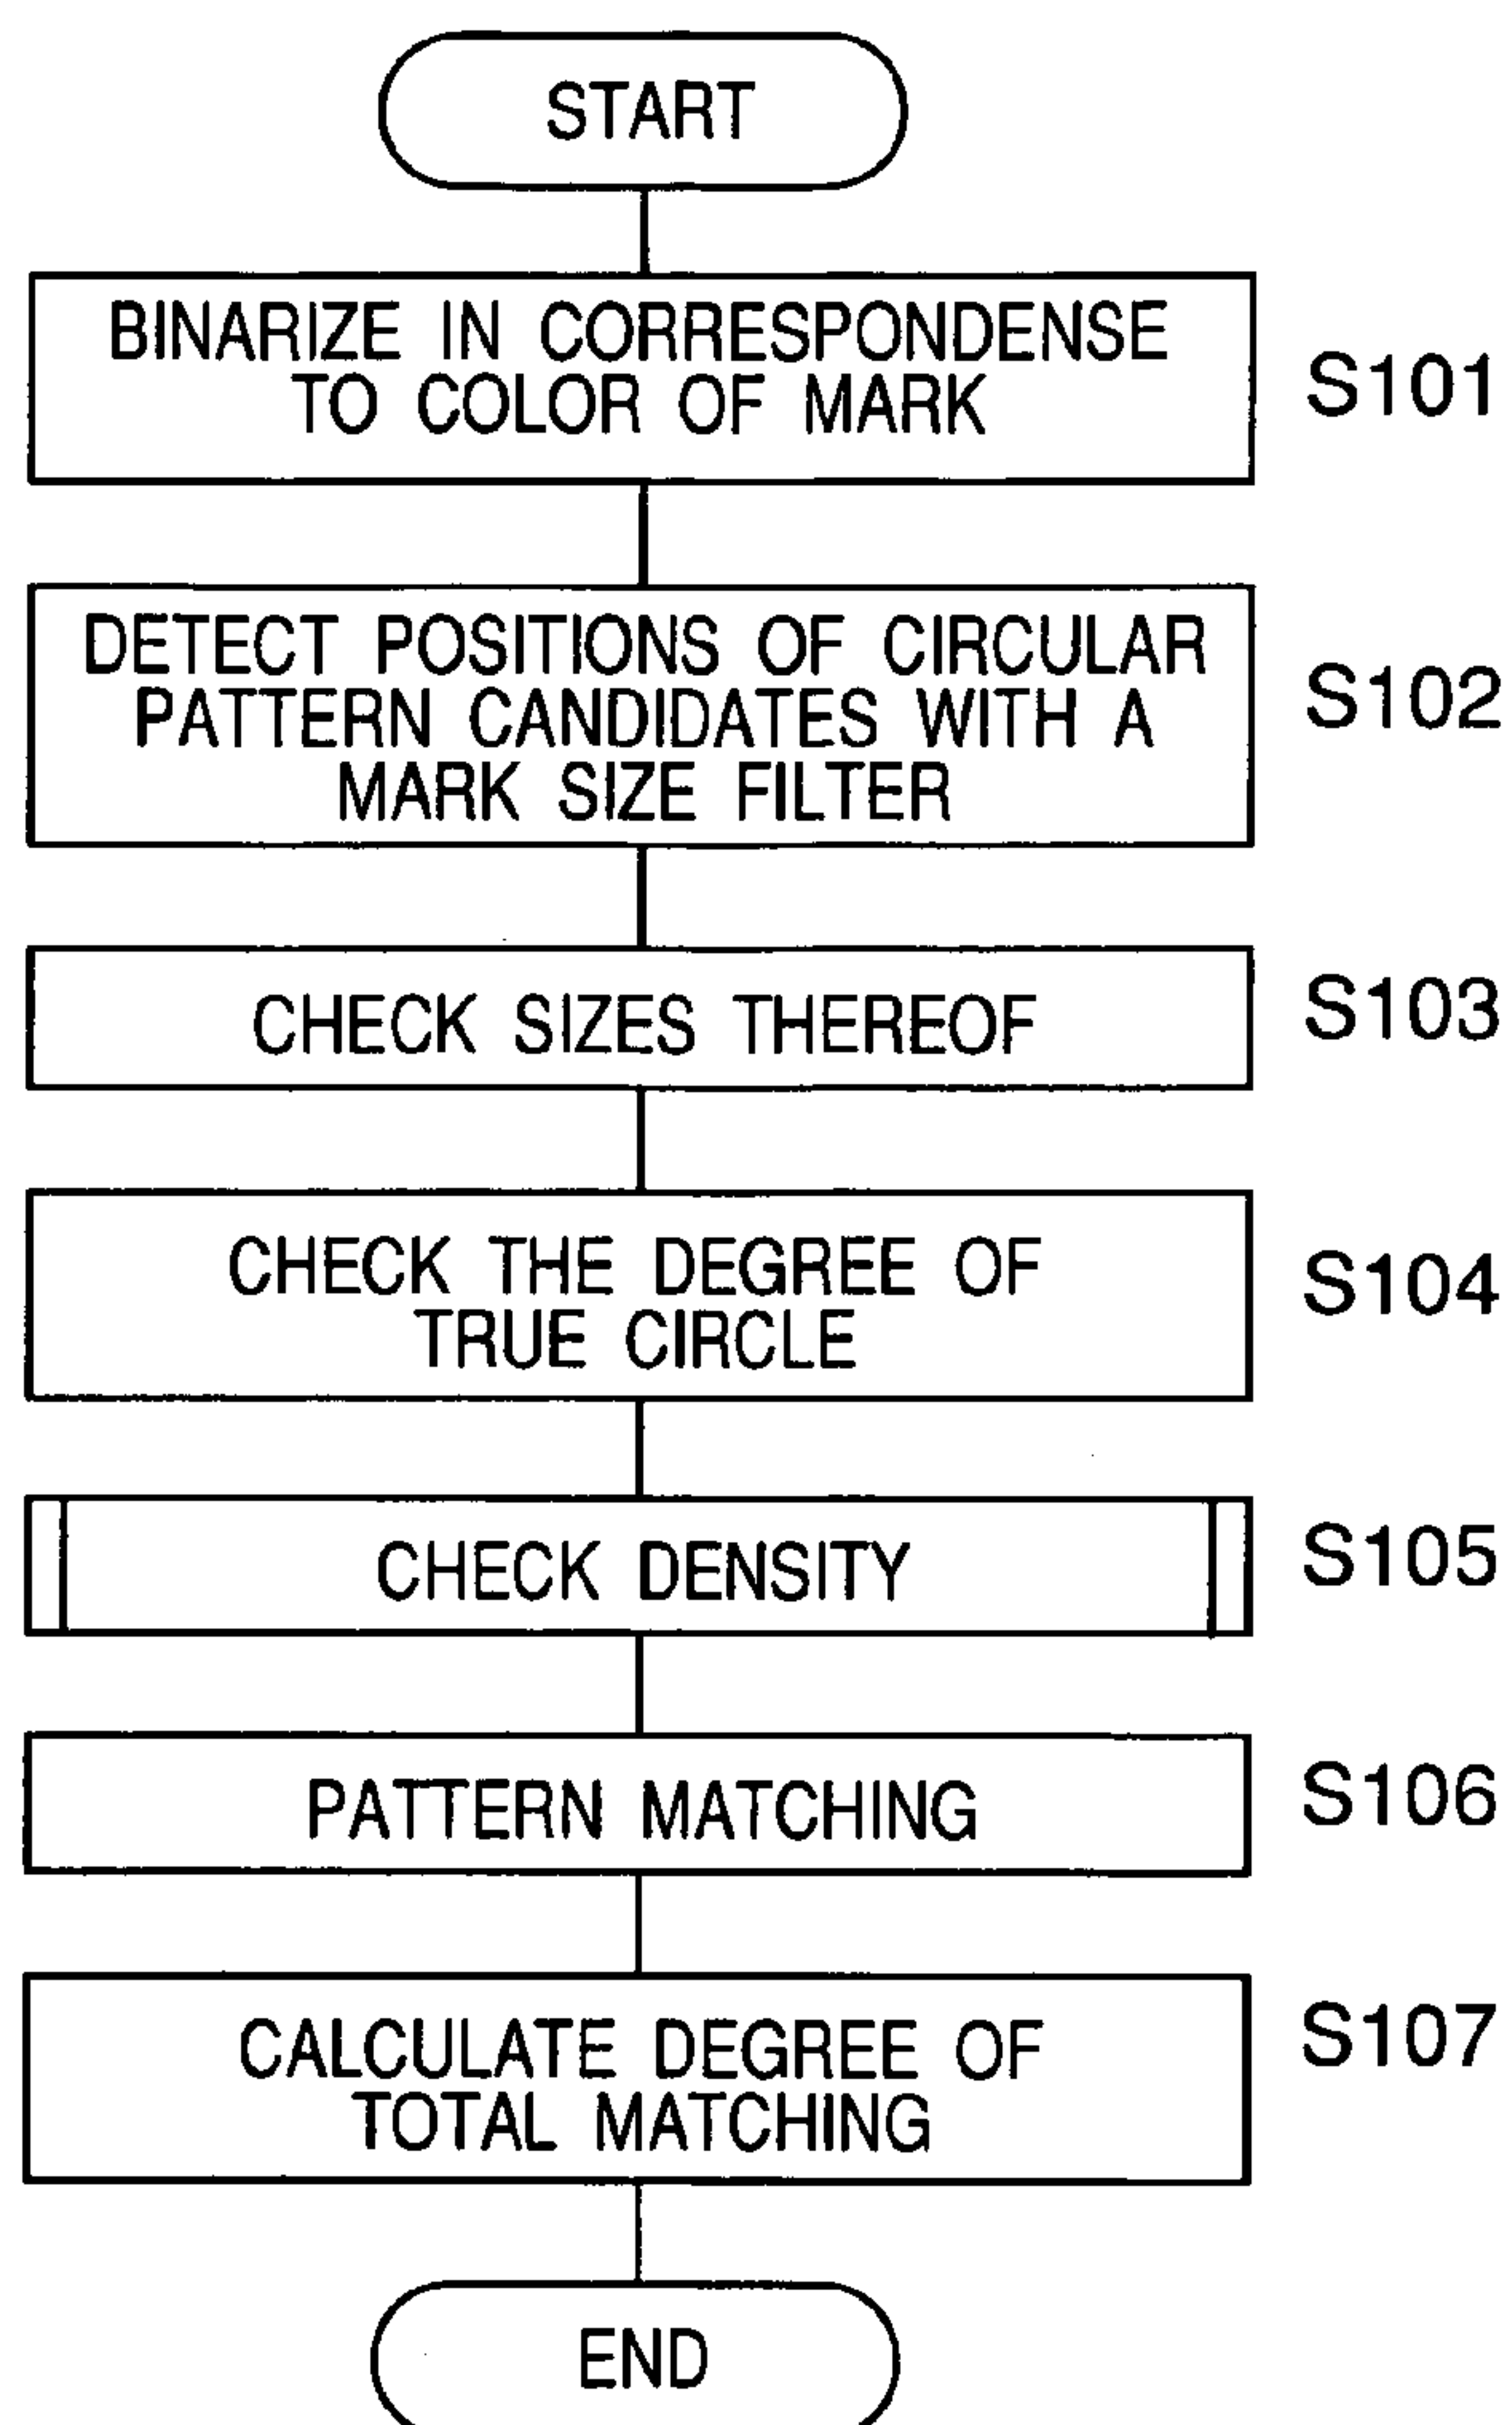 START
BINARIZE IN CORRESPONDENSE
TO COLOR OF MARK
S101
DETECT POSITIONS OF CIRCULAR
PATTERN CANDIDATES WITH A
MARK SIZE FILTER
S102
CHECK SIZES THEREOF
S103
CHECK THE DEGREE OF
TRUE CIRCLE
S104
CHECK DENSITY
S105
PATTERN MATCHING
S106
CALCULATE DEGREE OF
TOTAL MATCHING
S107
END